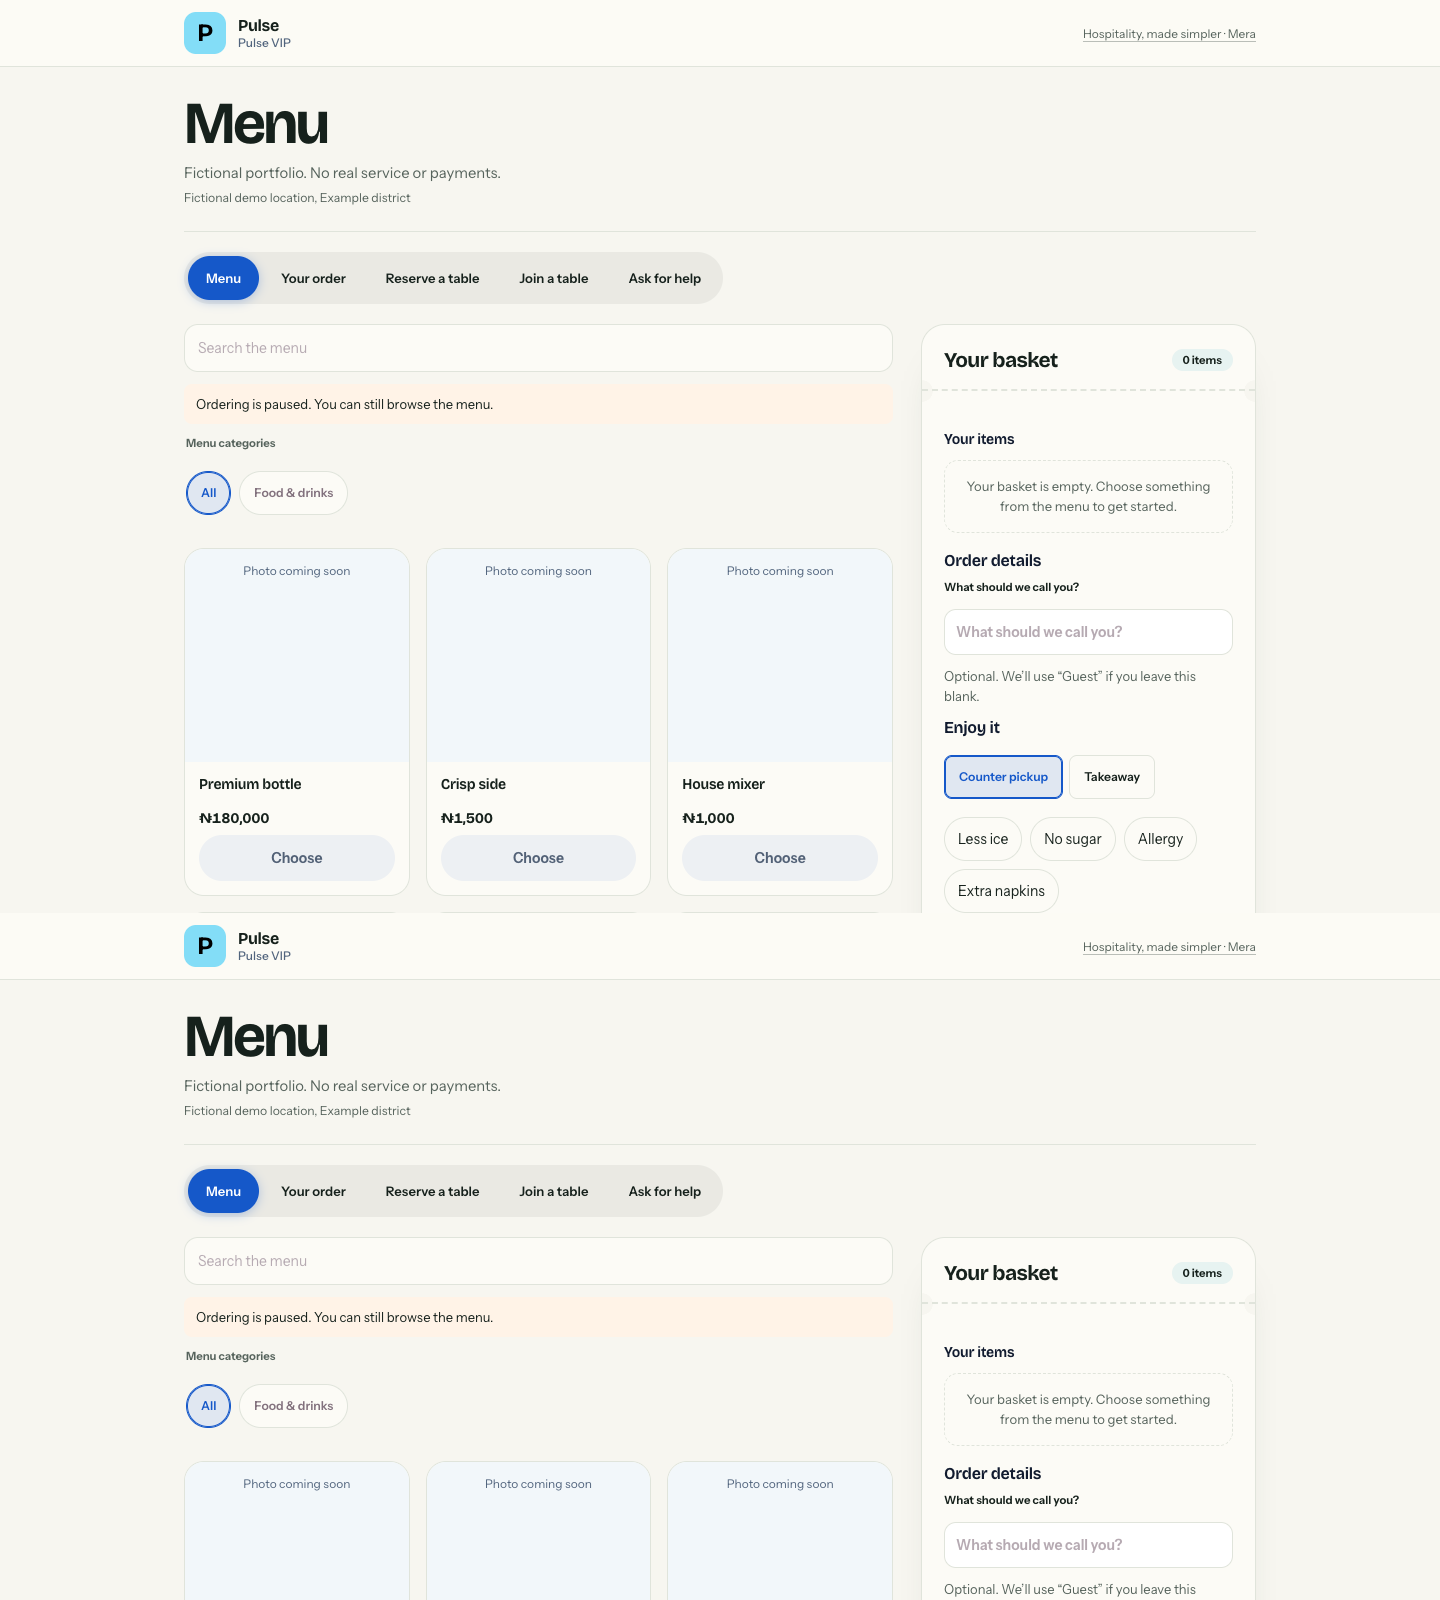 P
Pulse
Pulse VIP
Hospitality, made simpler · Mera
Menu
Fictional portfolio. No real service or payments.
Fictional demo location, Example district
Menu
Your order
Reserve a table
Join a table
Ask for help
Search the menu
Ordering is paused. You can still browse the menu.
Menu categories
All
Food & drinks
Photo coming soon
Photo coming soon
Photo coming soon
Premium bottle
Crisp side
House mixer
₦180,000
₦1,500
₦1,000
Choose
Choose
Choose
Your basket
0 items
Your items
Your basket is empty. Choose something
from the menu to get started.
Order details
What should we call you?
What should we call you?
Optional. We’ll use “Guest” if you leave this
blank.
Enjoy it
Counter pickup
Takeaway
Less ice
No sugar
Allergy
Extra napkins
P
Pulse
Pulse VIP
Hospitality, made simpler · Mera
Menu
Fictional portfolio. No real service or payments.
Fictional demo location, Example district
Menu
Your order
Reserve a table
Join a table
Ask for help
Search the menu
Ordering is paused. You can still browse the menu.
Menu categories
All
Food & drinks
Photo coming soon
Photo coming soon
Photo coming soon
Your basket
0 items
Your items
Your basket is empty. Choose something
from the menu to get started.
Order details
What should we call you?
What should we call you?
Optional. We’ll use “Guest” if you leave this